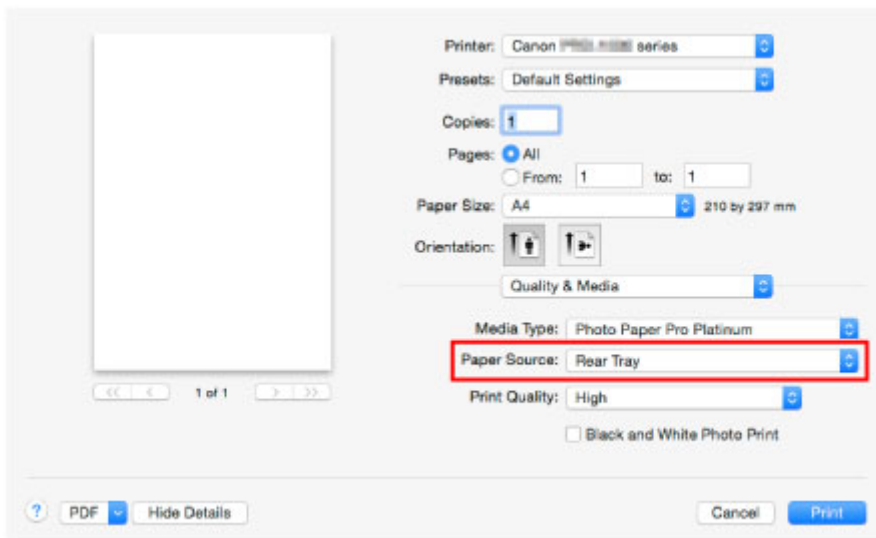 Printer: Canon series
Presets: Default Settings
Copies: 1
Pages: All
From: 1 to: 1
Paper Size: A4 210 by 297 mm
Orientation:
Quality & Media
Media Type: Photo Paper Pro Platinum
Paper Source: Rear Tray
1 of 1
Print Quality: High
Black and White Photo Print
? PDF Hide Details Cancel Print